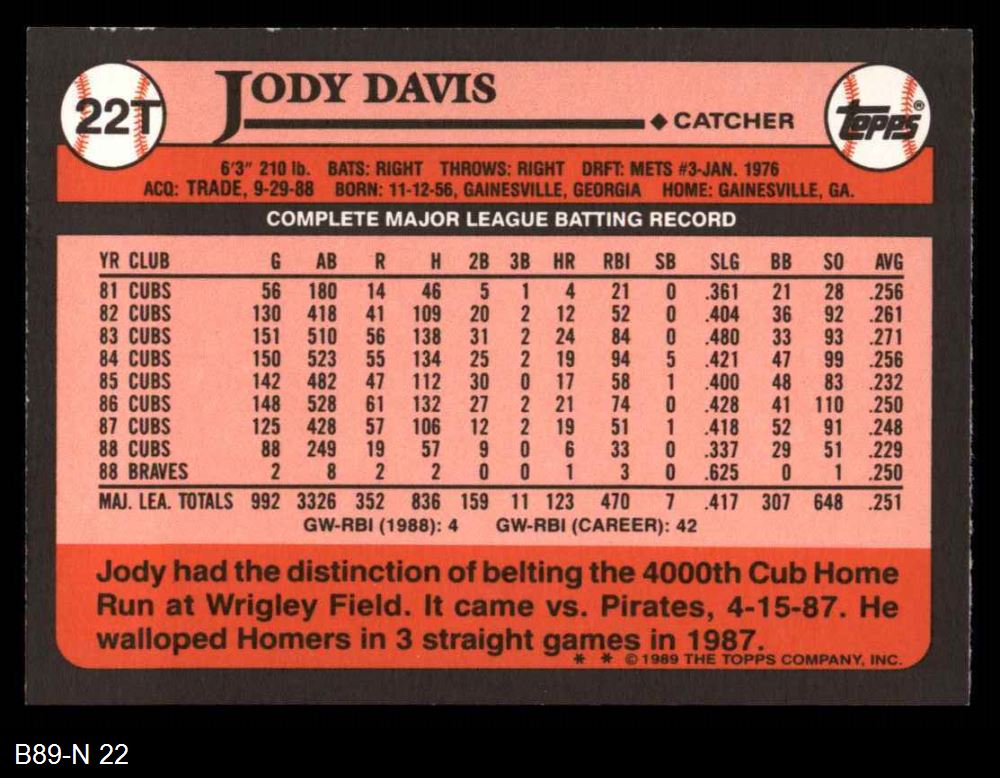 22T
JODY DAVIS
◆ CATCHER
TOPPS®
6'3" 210 lb. BATS: RIGHT THROWS: RIGHT DRFT: METS #3-JAN. 1976
ACQ: TRADE, 9-29-88 BORN: 11-12-56, GAINESVILLE, GEORGIA HOME: GAINESVILLE, GA.
COMPLETE MAJOR LEAGUE BATTING RECORD
YR CLUB G AB R H 2B 3B HR RBI SB SLG BB SO AVG
81 CUBS 56 180 14 46 5 1 4 21 0 .361 21 28 .256
82 CUBS 130 418 41 109 20 2 12 52 0 .404 36 92 .261
83 CUBS 151 510 56 138 31 2 24 84 0 .480 33 93 .271
84 CUBS 150 523 55 134 25 2 19 94 5 .421 47 99 .256
85 CUBS 142 482 47 112 30 0 17 58 1 .400 48 83 .232
86 CUBS 148 528 61 132 27 2 21 74 0 .428 41 110 .250
87 CUBS 125 428 57 106 12 2 19 51 1 .418 52 91 .248
88 CUBS 88 249 19 57 9 0 6 33 0 .337 29 51 .229
88 BRAVES 2 8 2 2 0 0 1 3 0 .625 0 1 .250
MAJ. LEA. TOTALS 992 3326 352 836 159 11 123 470 7 .417 307 648 .251
GW-RBI (1988): 4 GW-RBI (CAREER): 42
Jody had the distinction of belting the 4000th Cub Home
Run at Wrigley Field. It came vs. Pirates, 4-15-87. He
walloped Homers in 3 straight games in 1987.
* * © 1989 THE TOPPS COMPANY, INC.
B89-N 22